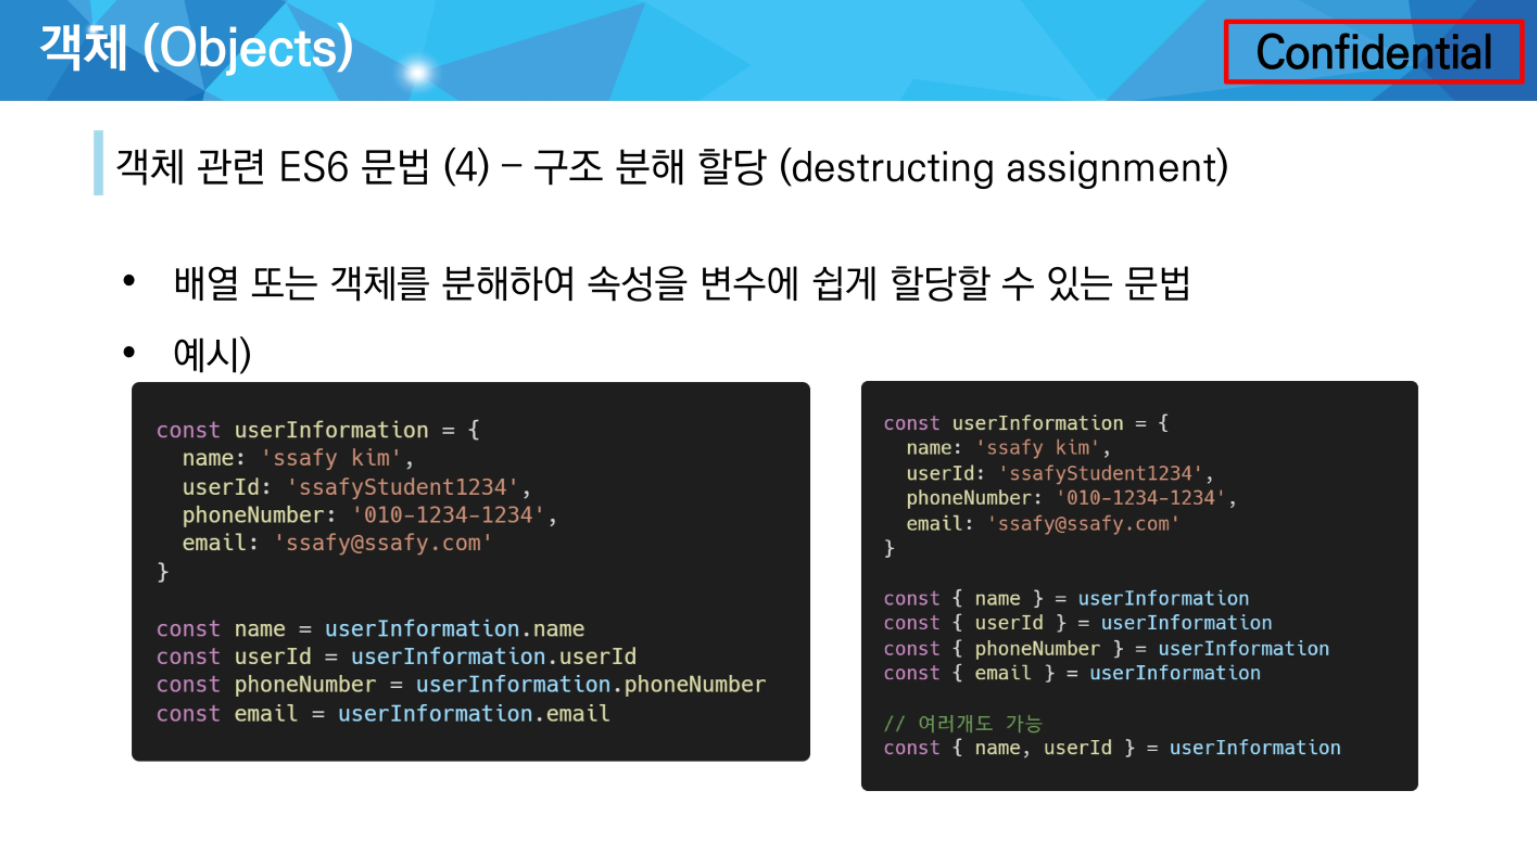 객체 (Objects)
Confidential
객체 관련 ES6 문법 (4) – 구조 분해 할당 (destructing assignment)
• 배열 또는 객체를 분해하여 속성을 변수에 쉽게 할당할 수 있는 문법
• 예시)
const userInformation = {
  name: 'ssafy kim',
  userId: 'ssafyStudent1234',
  phoneNumber: '010-1234-1234',
  email: 'ssafy@ssafy.com'
}
const name = userInformation.name
const userId = userInformation.userId
const phoneNumber = userInformation.phoneNumber
const email = userInformation.email
const userInformation = {
  name: 'ssafy kim',
  userId: 'ssafyStudent1234',
  phoneNumber: '010-1234-1234',
  email: 'ssafy@ssafy.com'
}
const { name } = userInformation
const { userId } = userInformation
const { phoneNumber } = userInformation
const { email } = userInformation
// 여러개도 가능
const { name, userId } = userInformation